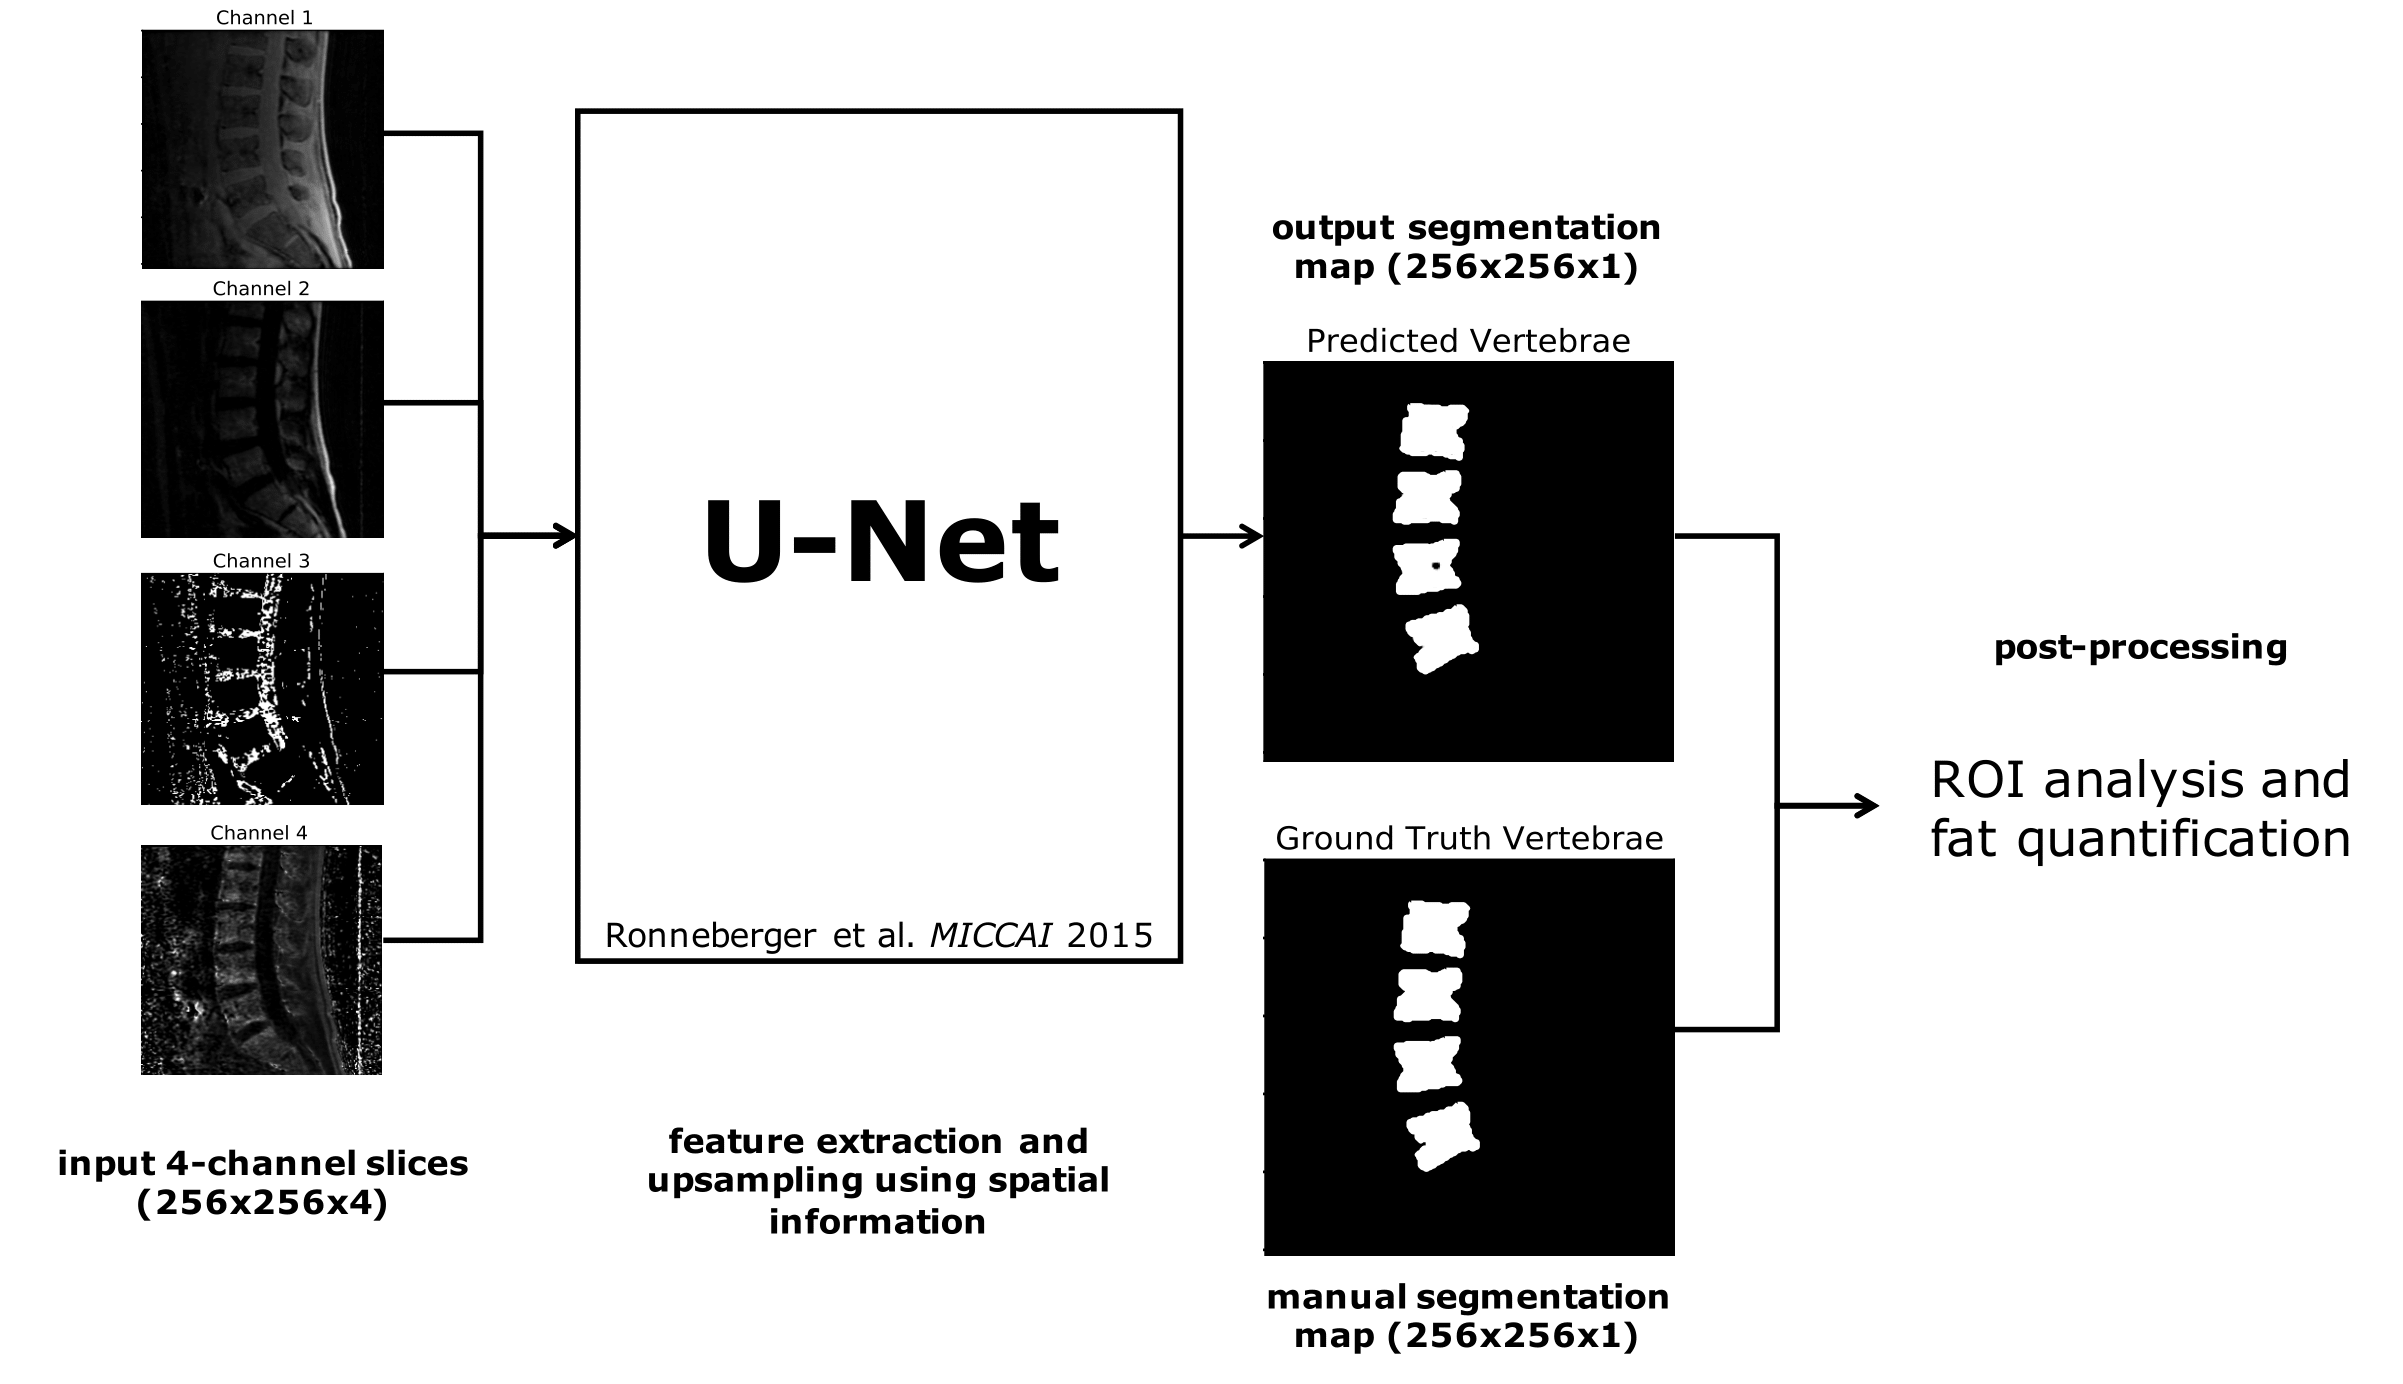 Channel 1
Channel 2
Channel 3
Channel 4
input 4-channel slices
(256x256x4)
U-Net
Ronneberger et al. MICCAI 2015
feature extraction and
upsampling using spatial
information
output segmentation
map (256x256x1)
Predicted Vertebrae
Ground Truth Vertebrae
manual segmentation
map (256x256x1)
post-processing
ROI analysis and
fat quantification